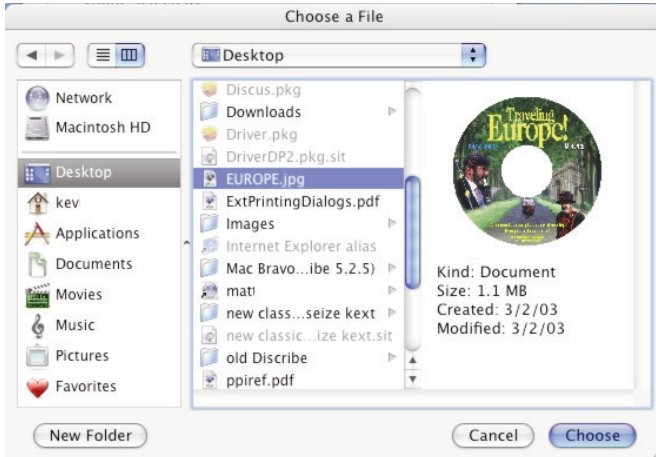 Choose a File
Desktop
Network
Macintosh HD
Desktop
kev
Applications
Documents
Movies
Music
Pictures
Favorites
Discus.pkg
Downloads
Driver.pkg
DriverDP2.pkg.sit
EUROPE.jpg
ExtPrintingDialogs.pdf
Images
Internet Explorer alias
Mac Bravo...ibe 5.2.5)
matt
new class...seize kext
new classic...ize kext.sit
old Discribe
ppiref.pdf
Traveling
Europe!
Kind: Document
Size: 1.1 MB
Created: 3/2/03
Modified: 3/2/03
New Folder
Cancel
Choose